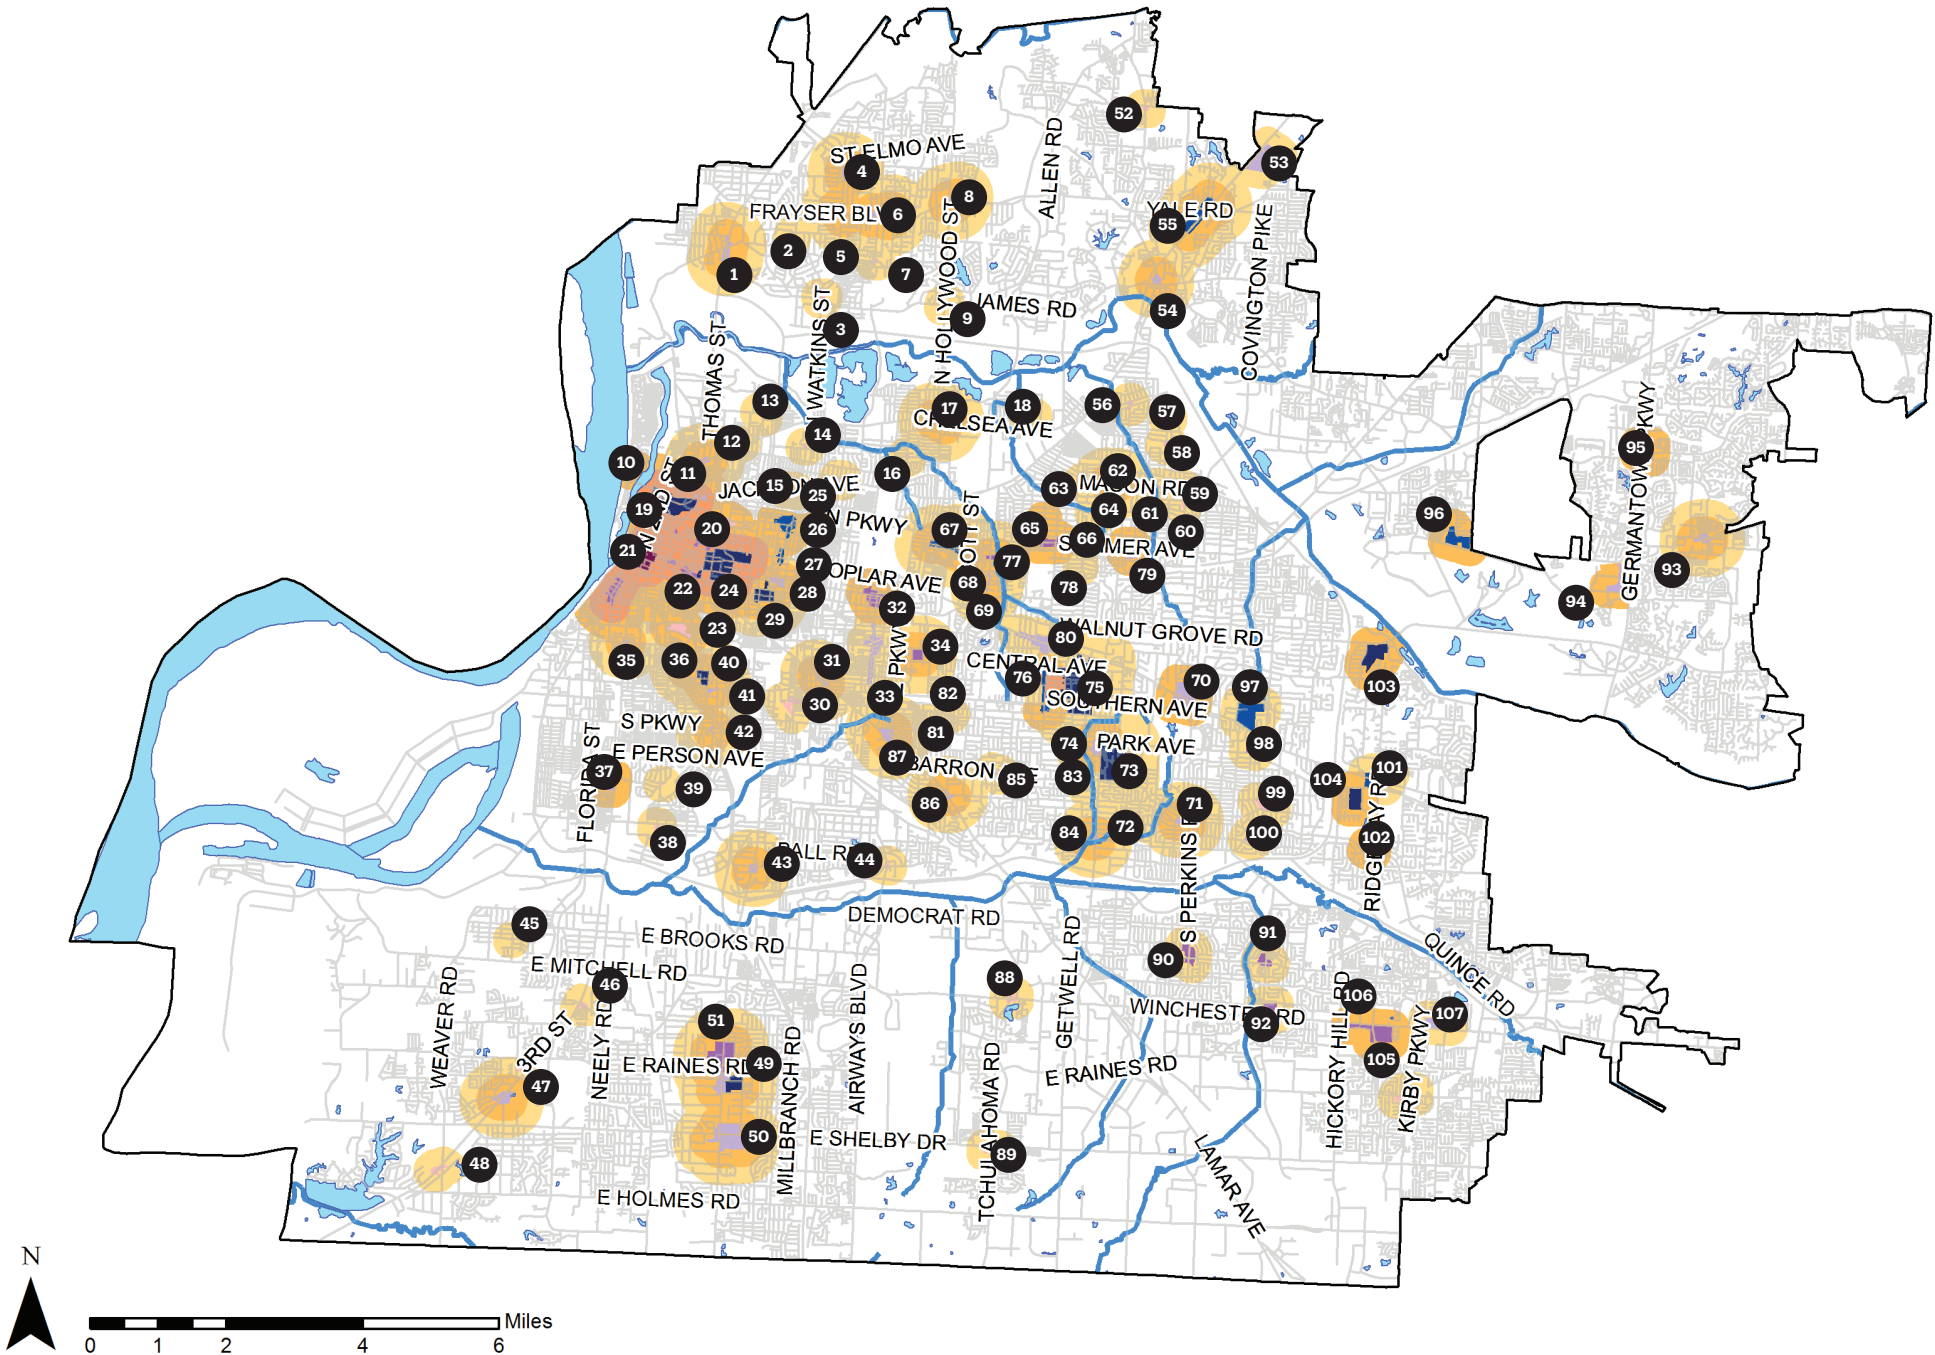 52
ST ELMO AVE
53
4
ALLEN RD
8
FRAYSER BLV
6
YALE RD
55
2
5
1
7
N HOLLYWOOD ST
COVINGTON PIKE
JAMES RD
9
54
3
WATKINS ST
THOMAS ST
13
17
18
56
57
CHELSEA AVE
GERMANTOWN PKWY
12
14
95
58
10
11
16
62
15
JACKSON AVE
25
63
MASON RD
59
19
N 2ND ST
64
61
96
20
26
N PKWY
67
65
60
21
66
SUMMER AVE
77
27
POPLAR AVE
68
78
79
93
22
24
28
94
32
69
29
23
80
WALNUT GROVE RD
34
35
36
40
31
PKW
CENTRAL AVE
76
75
70
97
103
41
30
33
82
SOUTHERN AVE
S PKWY
42
81
74
PARK AVE
98
E PERSON AVE
FLORIDA ST
37
87
BARRON
85
83
73
101
104
39
86
71
99
RIDGEWAY R
38
84
72
100
102
BALL R
43
44
S PERKINS
DEMOCRAT RD
45
E BROOKS RD
91
QUINCE RD
E MITCHELL RD
90
46
88
GETWELL RD
106
WEAVER RD
NEELY RD
51
AIRWAYS BLVD
WINCHESTER RD
92
107
HICKORY HILL RD
3RD ST
E RAINES RD
49
MILLBRANCH RD
105
KIRBY PKWY
47
E RAINES RD
TCHULAHOMA RD
50
E SHELBY DR
89
48
LAMAR AVE
E HOLMES RD
N
Miles
0 1 2 4 6